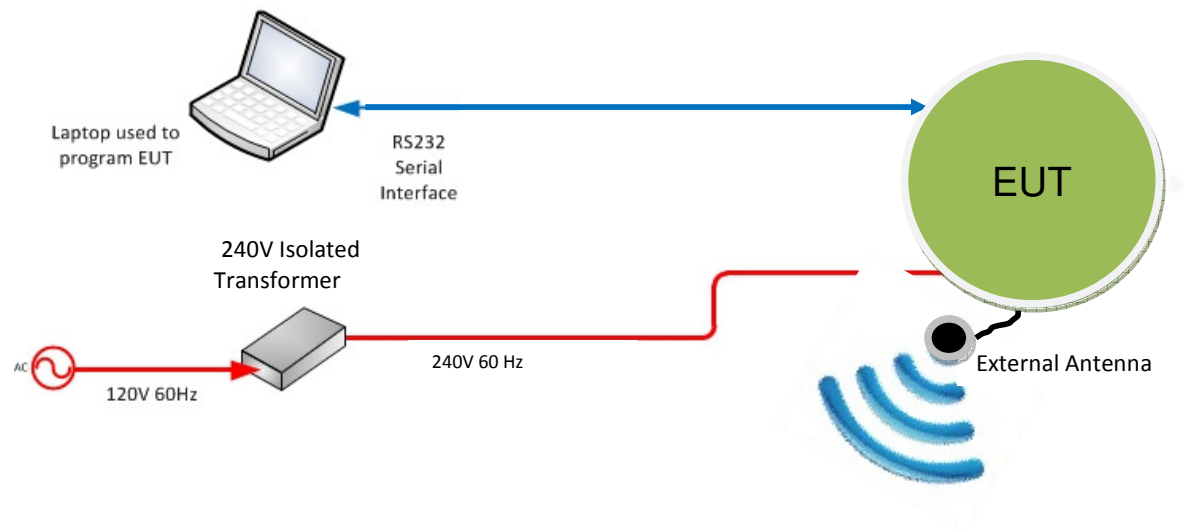 Laptop used to
program EUT
RS232
Serial
Interface
EUT
240V Isolated
Transformer
AC
120V 60Hz
240V 60 Hz
External Antenna